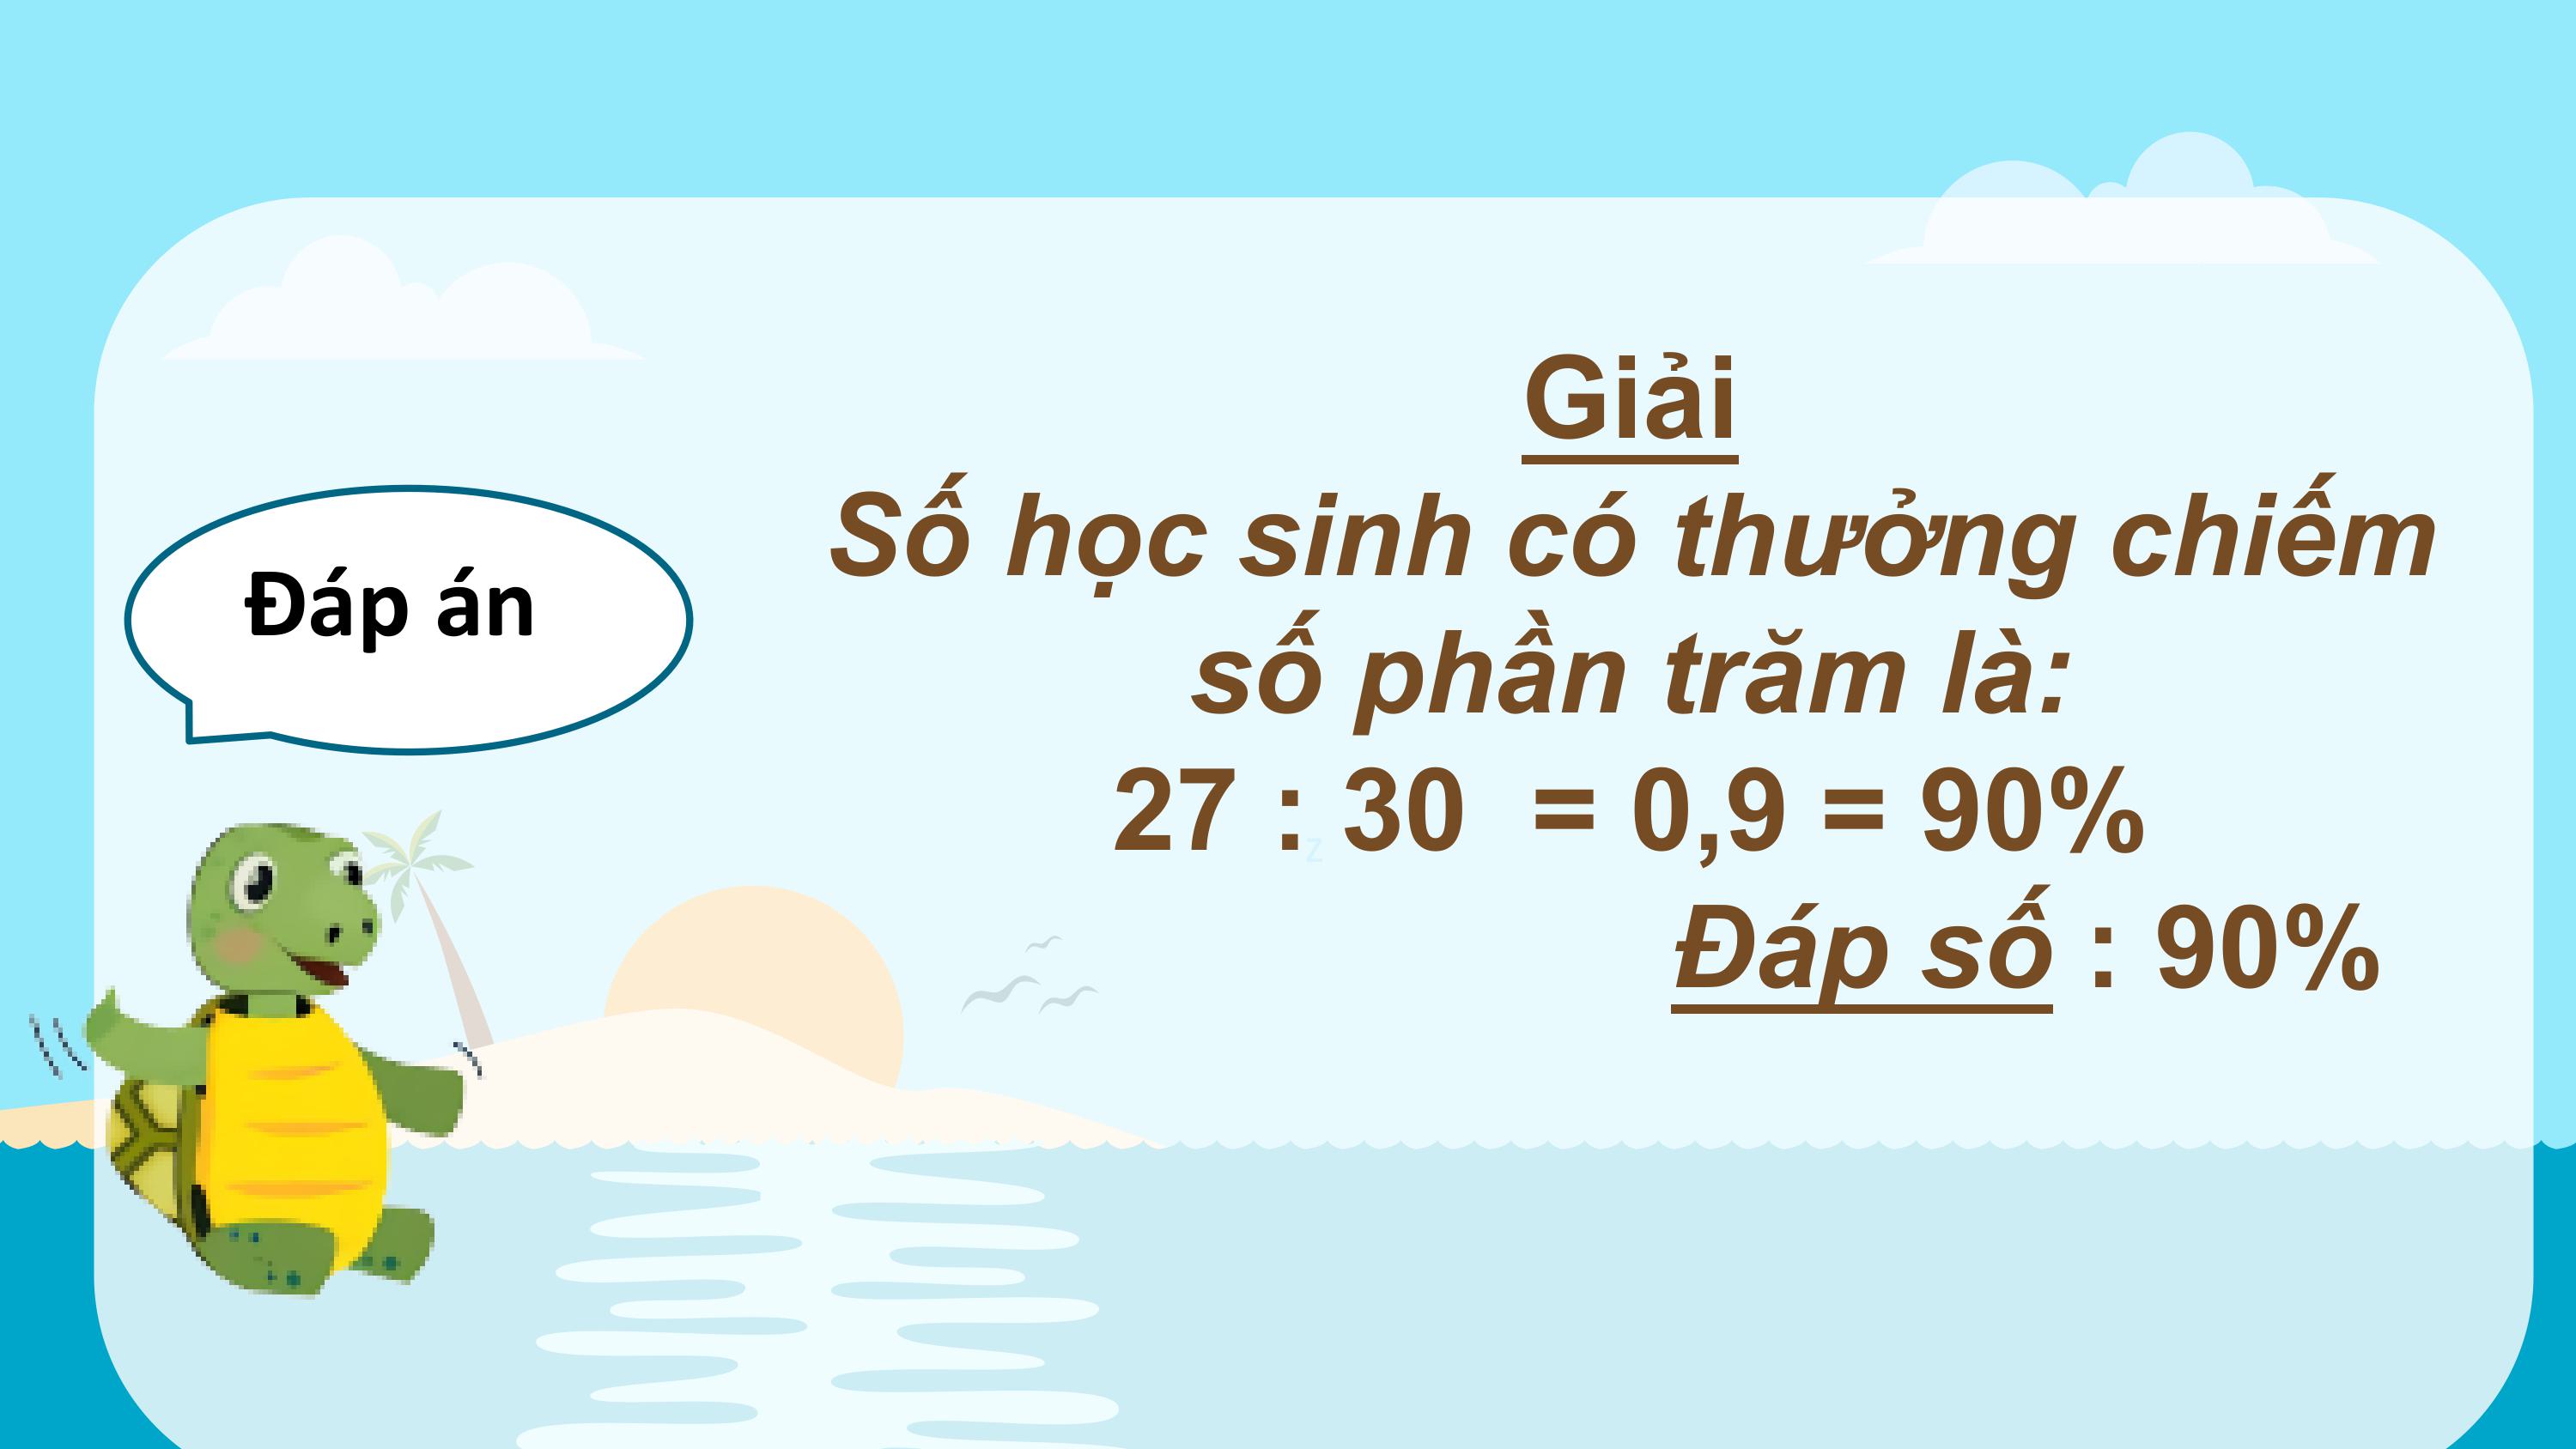 Giải
Số học sinh có thưởng chiếm
số phần trăm là:
Đáp án
27 : 30 = 0,9 = 90%
z
Đáp số : 90%